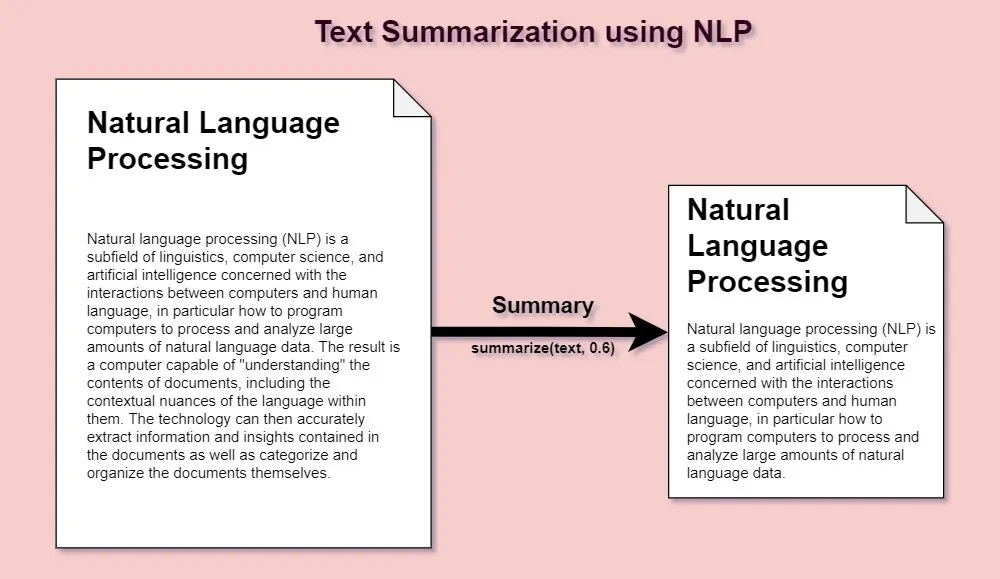 Text Summarization using NLP
Natural Language
Processing
Natural language processing (NLP) is a
subfield of linguistics, computer science, and
artificial intelligence concerned with the
interactions between computers and human
language, in particular how to program
computers to process and analyze large
amounts of natural language data. The result is
a computer capable of "understanding" the
contents of documents, including the
contextual nuances of the language within
them. The technology can then accurately
extract information and insights contained in
the documents as well as categorize and
organize the documents themselves.
Summary
summarize(text, 0.6)
Natural
Language
Processing
Natural language processing (NLP) is
a subfield of linguistics, computer
science, and artificial intelligence
concerned with the interactions
between computers and human
language, in particular how to
program computers to process and
analyze large amounts of natural
language data.